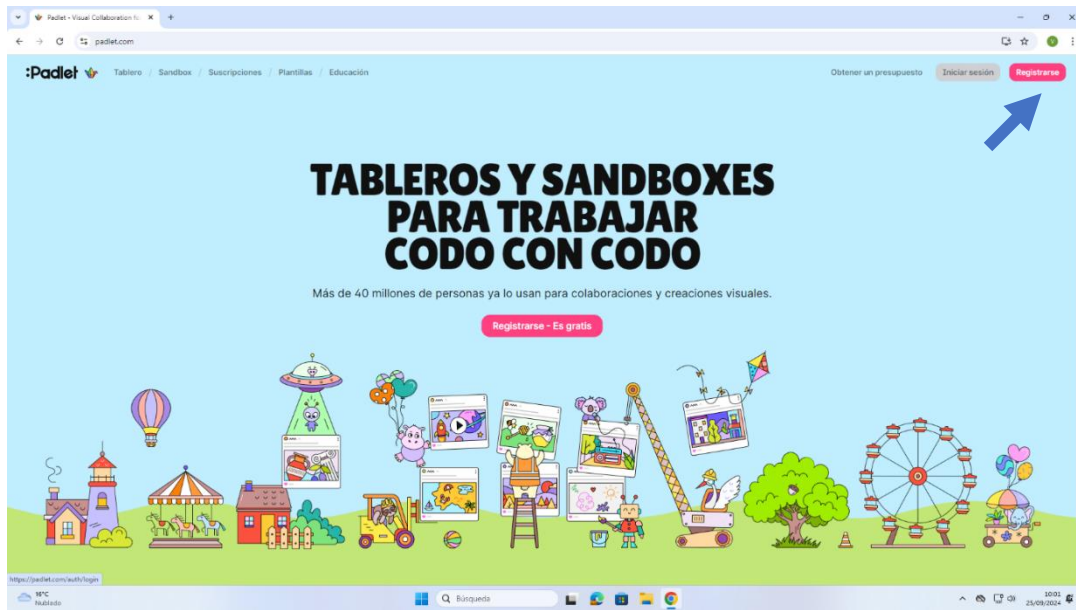 Padlet - Visual Collaboration fo
padlet.com
:Padlet
Tablero / Sandbox / Suscripciones / Plantillas / Educación
Obtener un presupuesto
Iniciar sesión
Registrarse
TABLEROS Y SANDBOXES
PARA TRABAJAR
CODO CON CODO
Más de 40 millones de personas ya lo usan para colaboraciones y creaciones visuales.
Registrarse - Es gratis
https://padlet.com/auth/login
Nublado
Búsqueda
10:01
25/09/2024